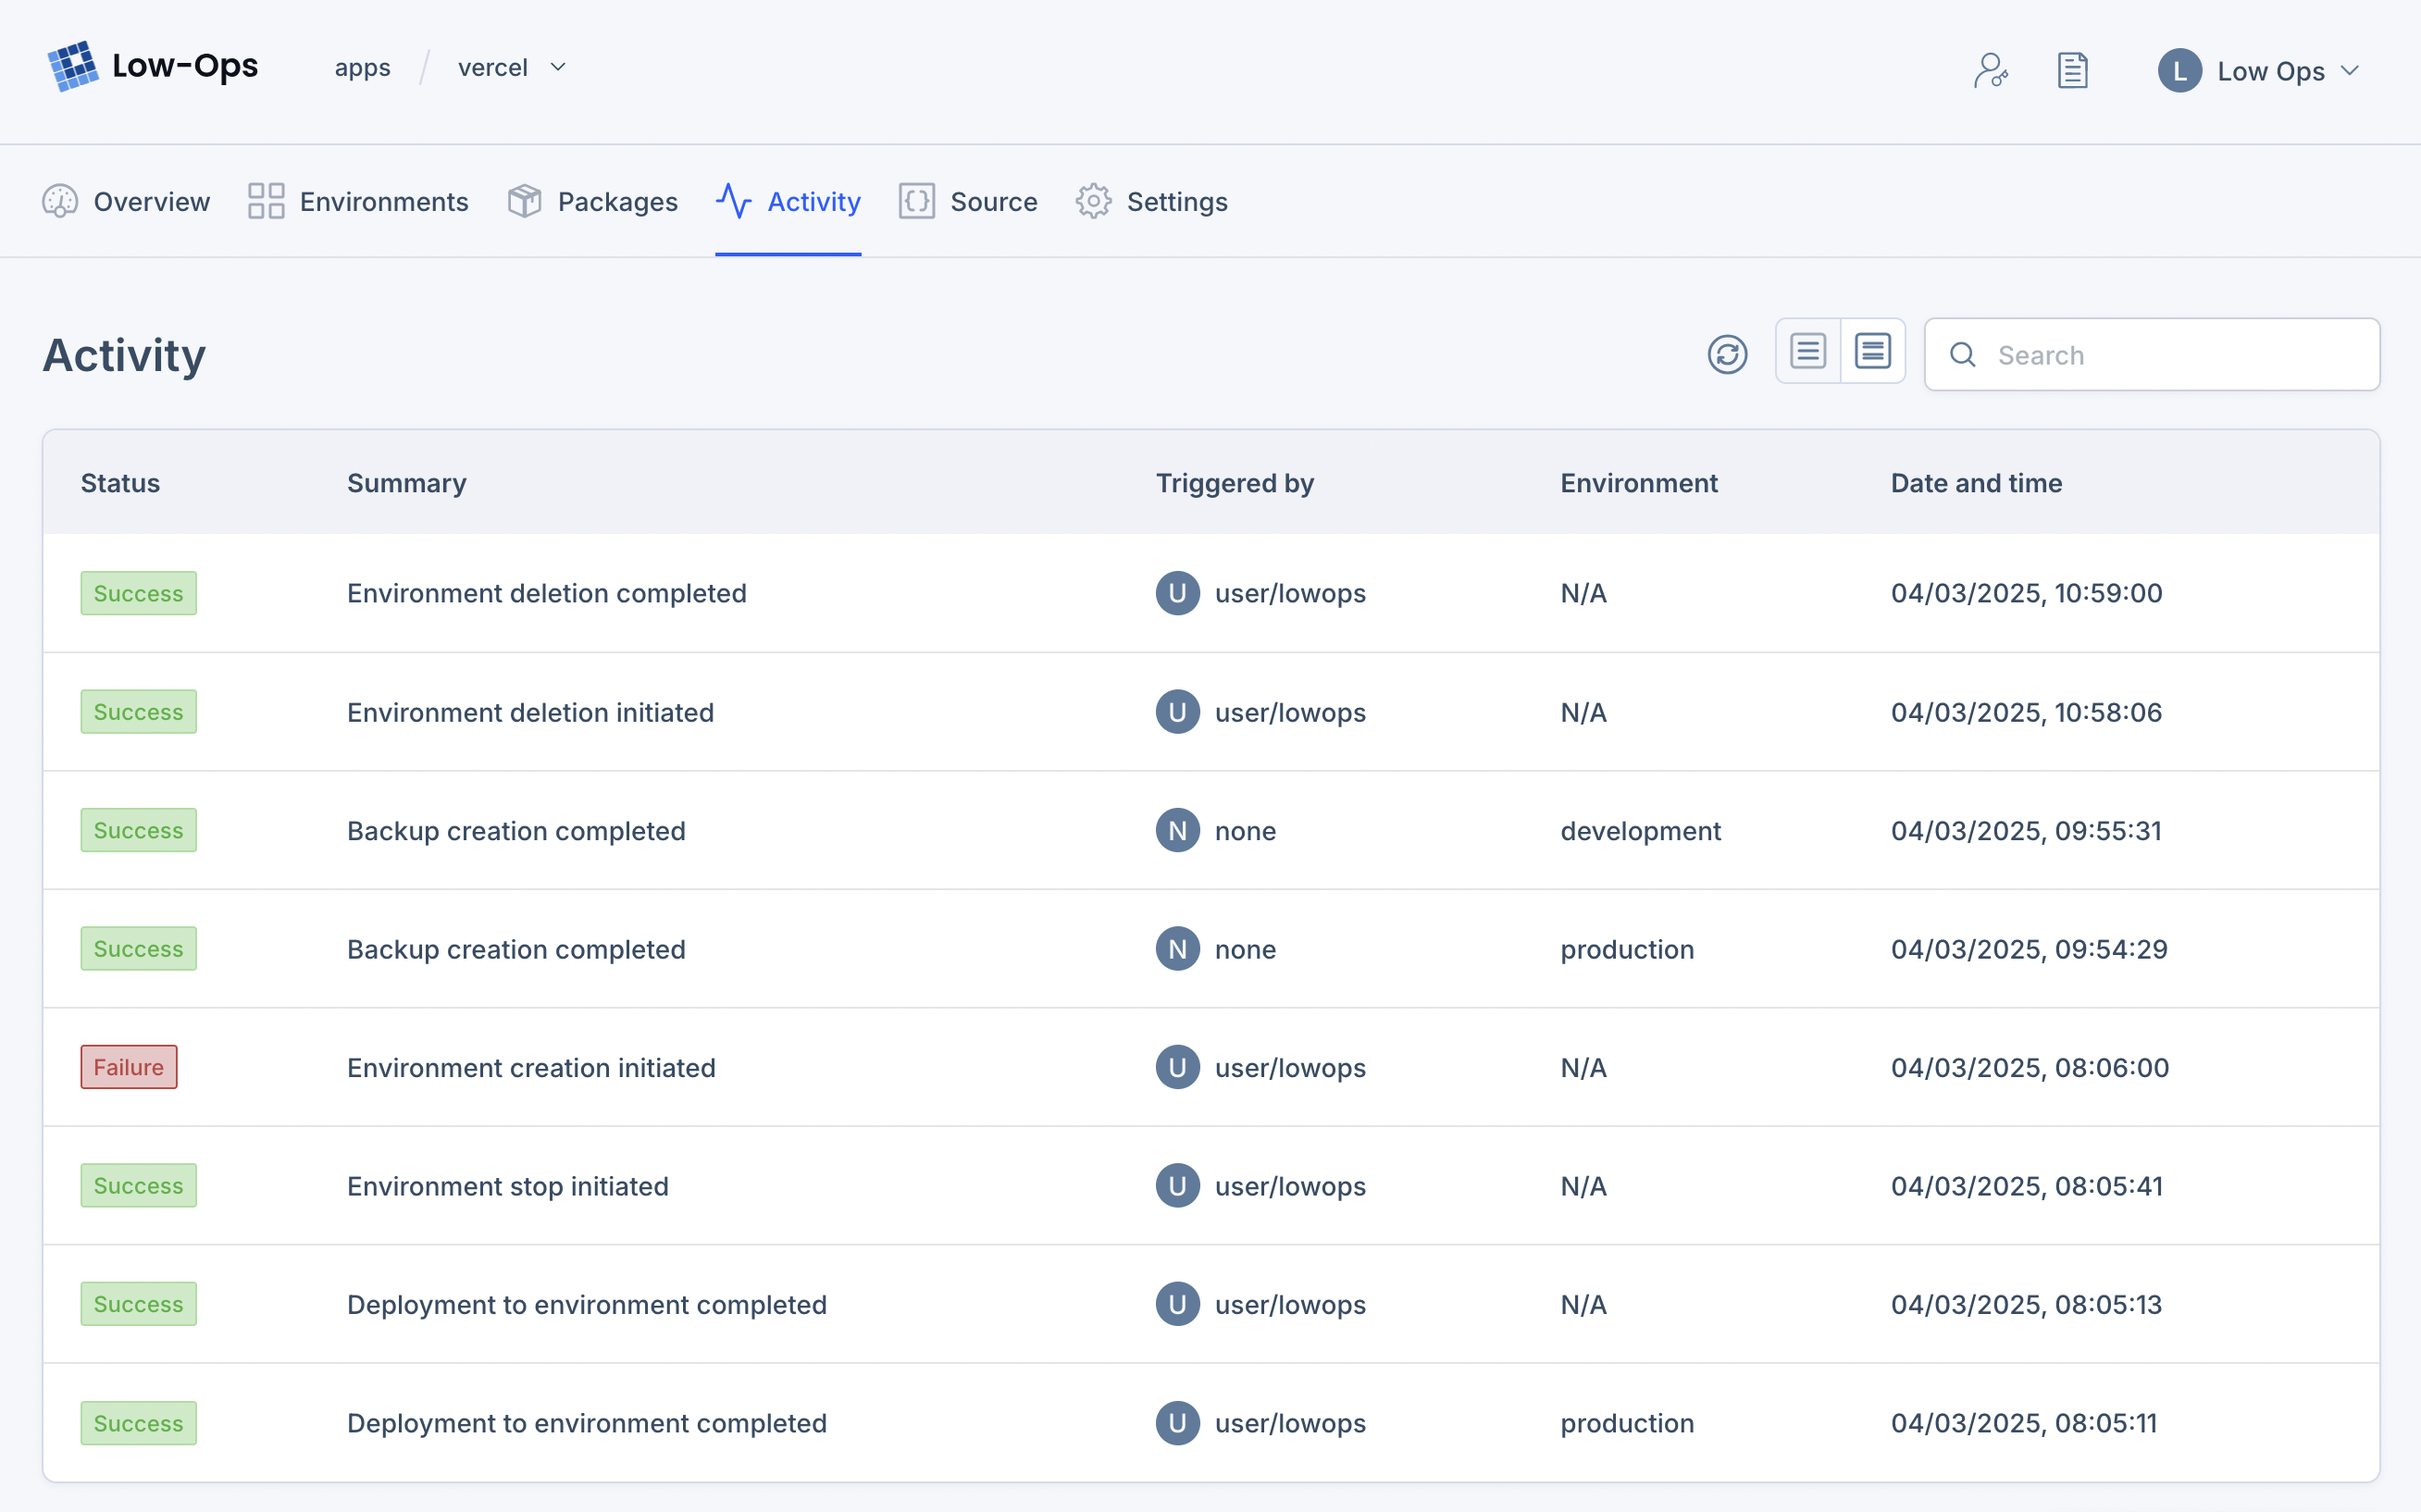 Low-Ops apps / vercel L Low Ops
Overview Environments Packages Activity Source Settings
Activity Search
Status Summary Triggered by Environment Date and time
Success Environment deletion completed U user/lowops N/A 04/03/2025, 10:59:00
Success Environment deletion initiated U user/lowops N/A 04/03/2025, 10:58:06
Success Backup creation completed N none development 04/03/2025, 09:55:31
Success Backup creation completed N none production 04/03/2025, 09:54:29
Failure Environment creation initiated U user/lowops N/A 04/03/2025, 08:06:00
Success Environment stop initiated U user/lowops N/A 04/03/2025, 08:05:41
Success Deployment to environment completed U user/lowops N/A 04/03/2025, 08:05:13
Success Deployment to environment completed U user/lowops production 04/03/2025, 08:05:11